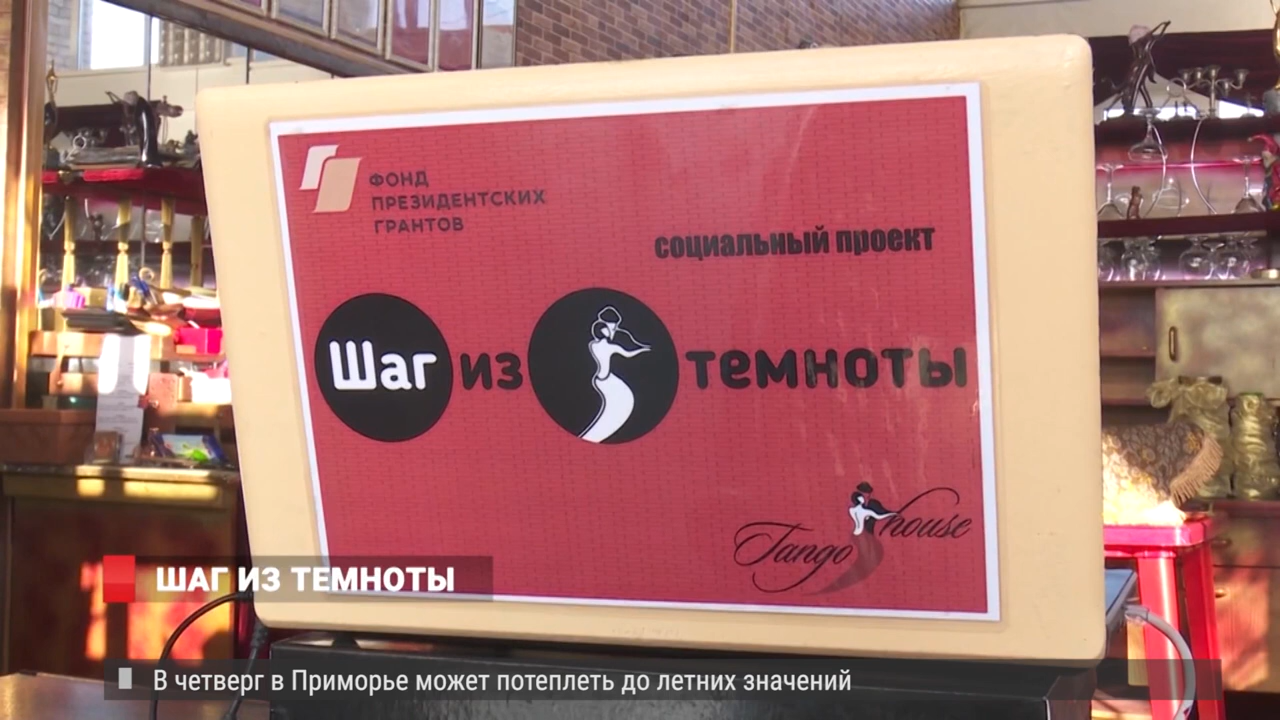 ФОНД
ПРЕЗИДЕНТСКИХ
ГРАНТОВ
социальный проект
Шаг из темноты
Tango house
ШАГ ИЗ ТЕМНОТЫ
В четверг в Приморье может потеплеть до летних значений